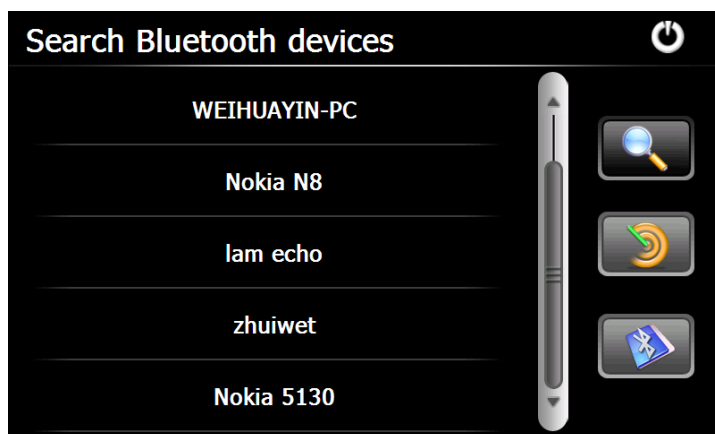 Search Bluetooth devices
WEIHUAYIN-PC
Nokia N8
lam echo
zhuiwet
Nokia 5130